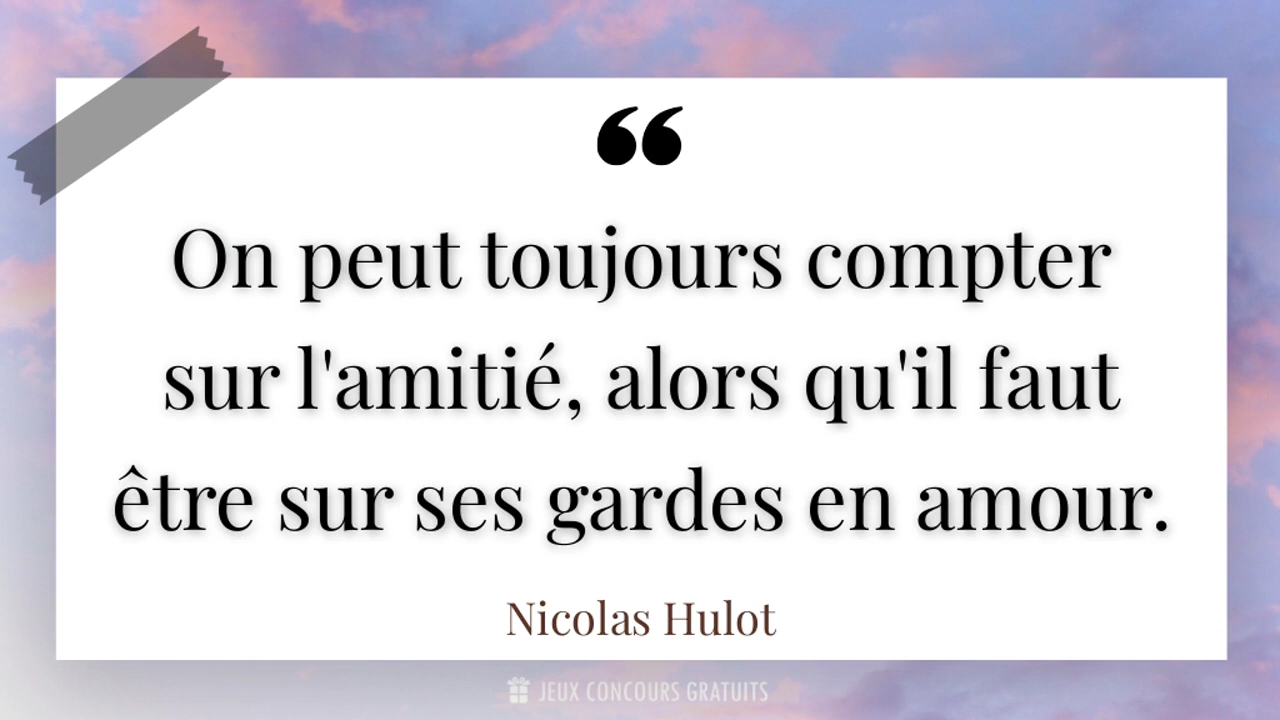 “
On peut toujours compter
sur l'amitié, alors qu'il faut
être sur ses gardes en amour.
Nicolas Hulot
JEUX CONCOURS GRATUITS